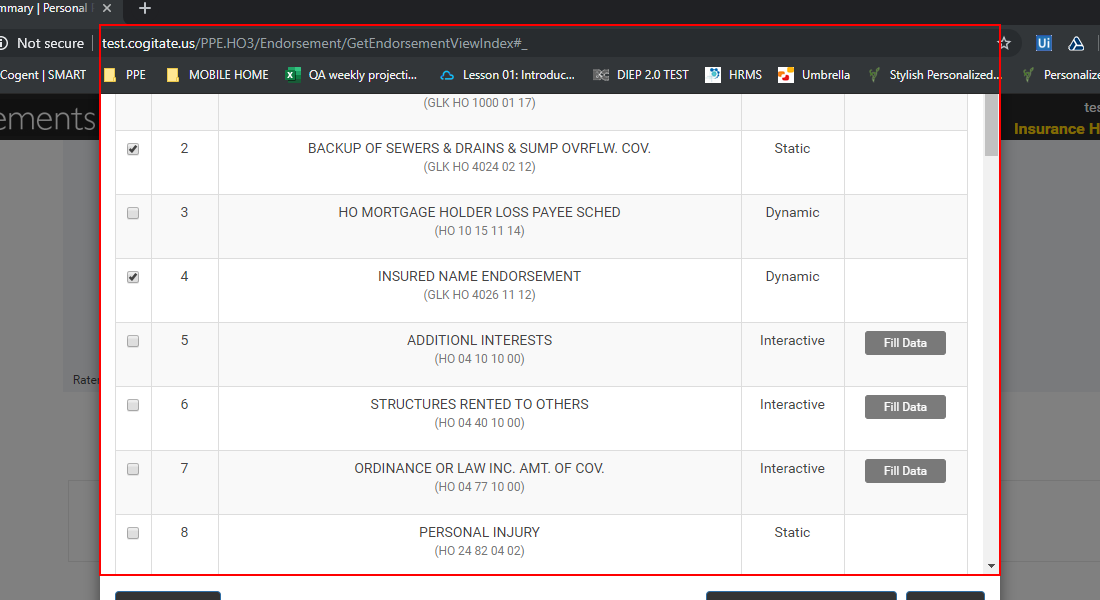 mmary | Personal
Not secure
test.cogitate.us/PPE.HO3/Endorsement/GetEndorsementViewIndex#_
Ui
Cogent | SMART
PPE
MOBILE HOME
QA weekly projecti...
Lesson 01: Introduc...
DIEP 2.0 TEST
HRMS
Umbrella
Stylish Personalized...
Personalize
ements
tes
Insurance H
(GLK HO 1000 01 17)
2 BACKUP OF SEWERS & DRAINS & SUMP OVRFLW. COV. Static
(GLK HO 4024 02 12)
3 HO MORTGAGE HOLDER LOSS PAYEE SCHED Dynamic
(HO 10 15 11 14)
4 INSURED NAME ENDORSEMENT Dynamic
(GLK HO 4026 11 12)
5 ADDITIONL INTERESTS Interactive Fill Data
(HO 04 10 10 00)
Rater
6 STRUCTURES RENTED TO OTHERS Interactive Fill Data
(HO 04 40 10 00)
7 ORDINANCE OR LAW INC. AMT. OF COV. Interactive Fill Data
(HO 04 77 10 00)
8 PERSONAL INJURY Static
(HO 24 82 04 02)